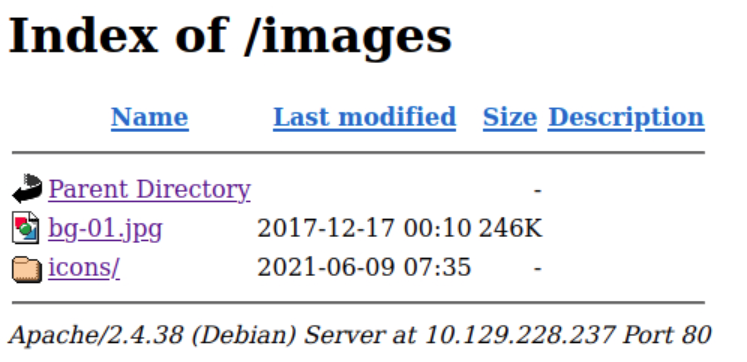 Index of /images
Name Last modified Size Description
Parent Directory -
bg-01.jpg 2017-12-17 00:10 246K
icons/ 2021-06-09 07:35 -
Apache/2.4.38 (Debian) Server at 10.129.228.237 Port 80